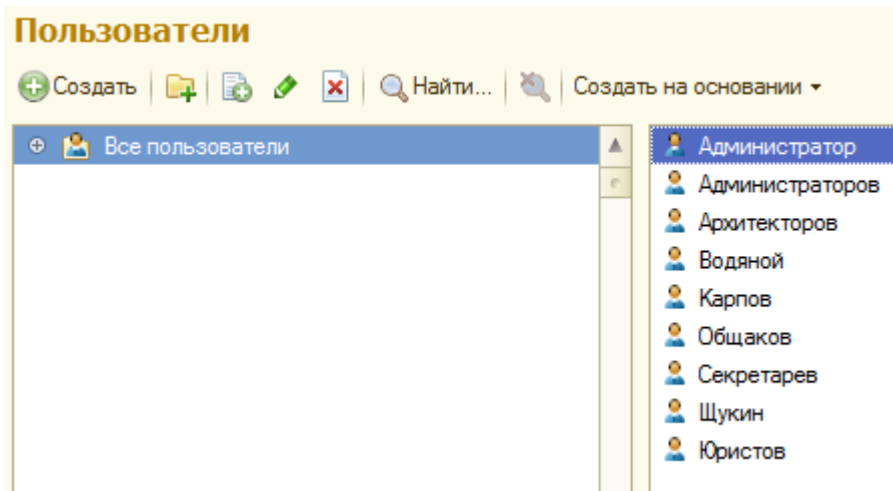 Пользователи
Создать Найти... Создать на основании
Все пользователи
Администратор
Администраторов
Архитекторов
Водяной
Карпов
Общаков
Секретарев
Щукин
Юристов